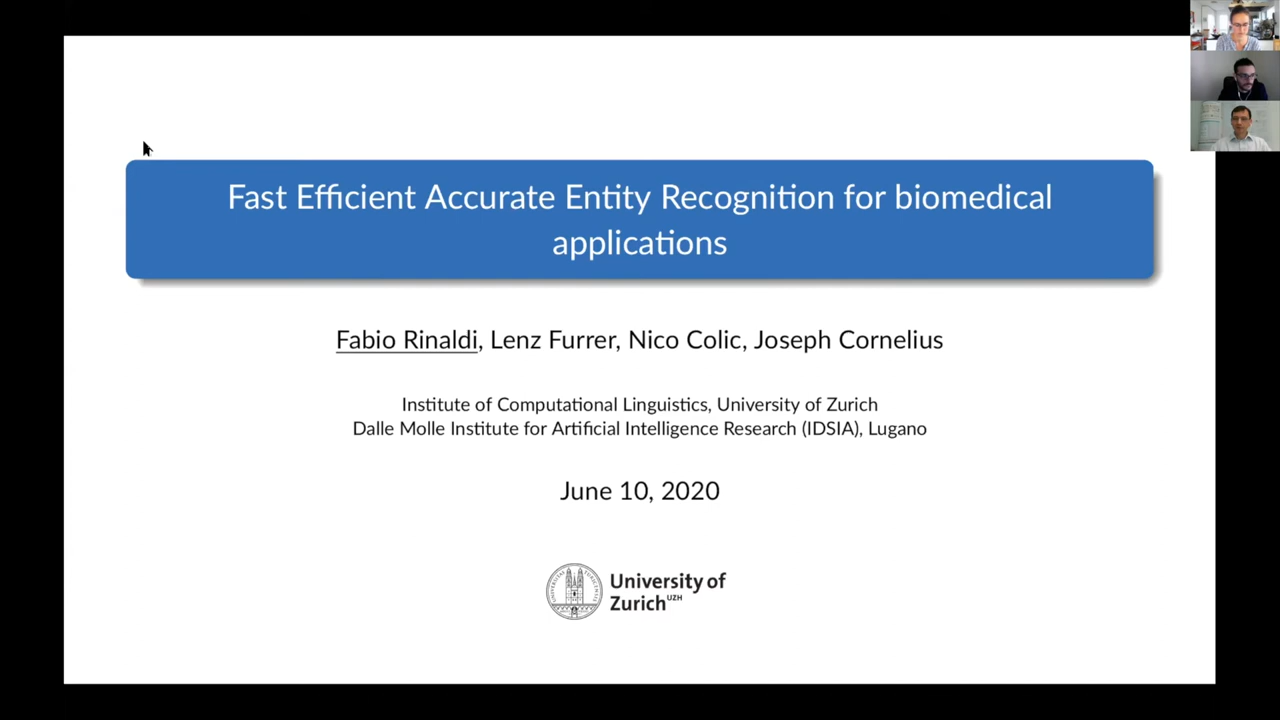 Fast Efficient Accurate Entity Recognition for biomedical
applications
Fabio Rinaldi, Lenz Furrer, Nico Colic, Joseph Cornelius
Institute of Computational Linguistics, University of Zurich
Dalle Molle Institute for Artificial Intelligence Research (IDSIA), Lugano
June 10, 2020
University of
Zurich UZH